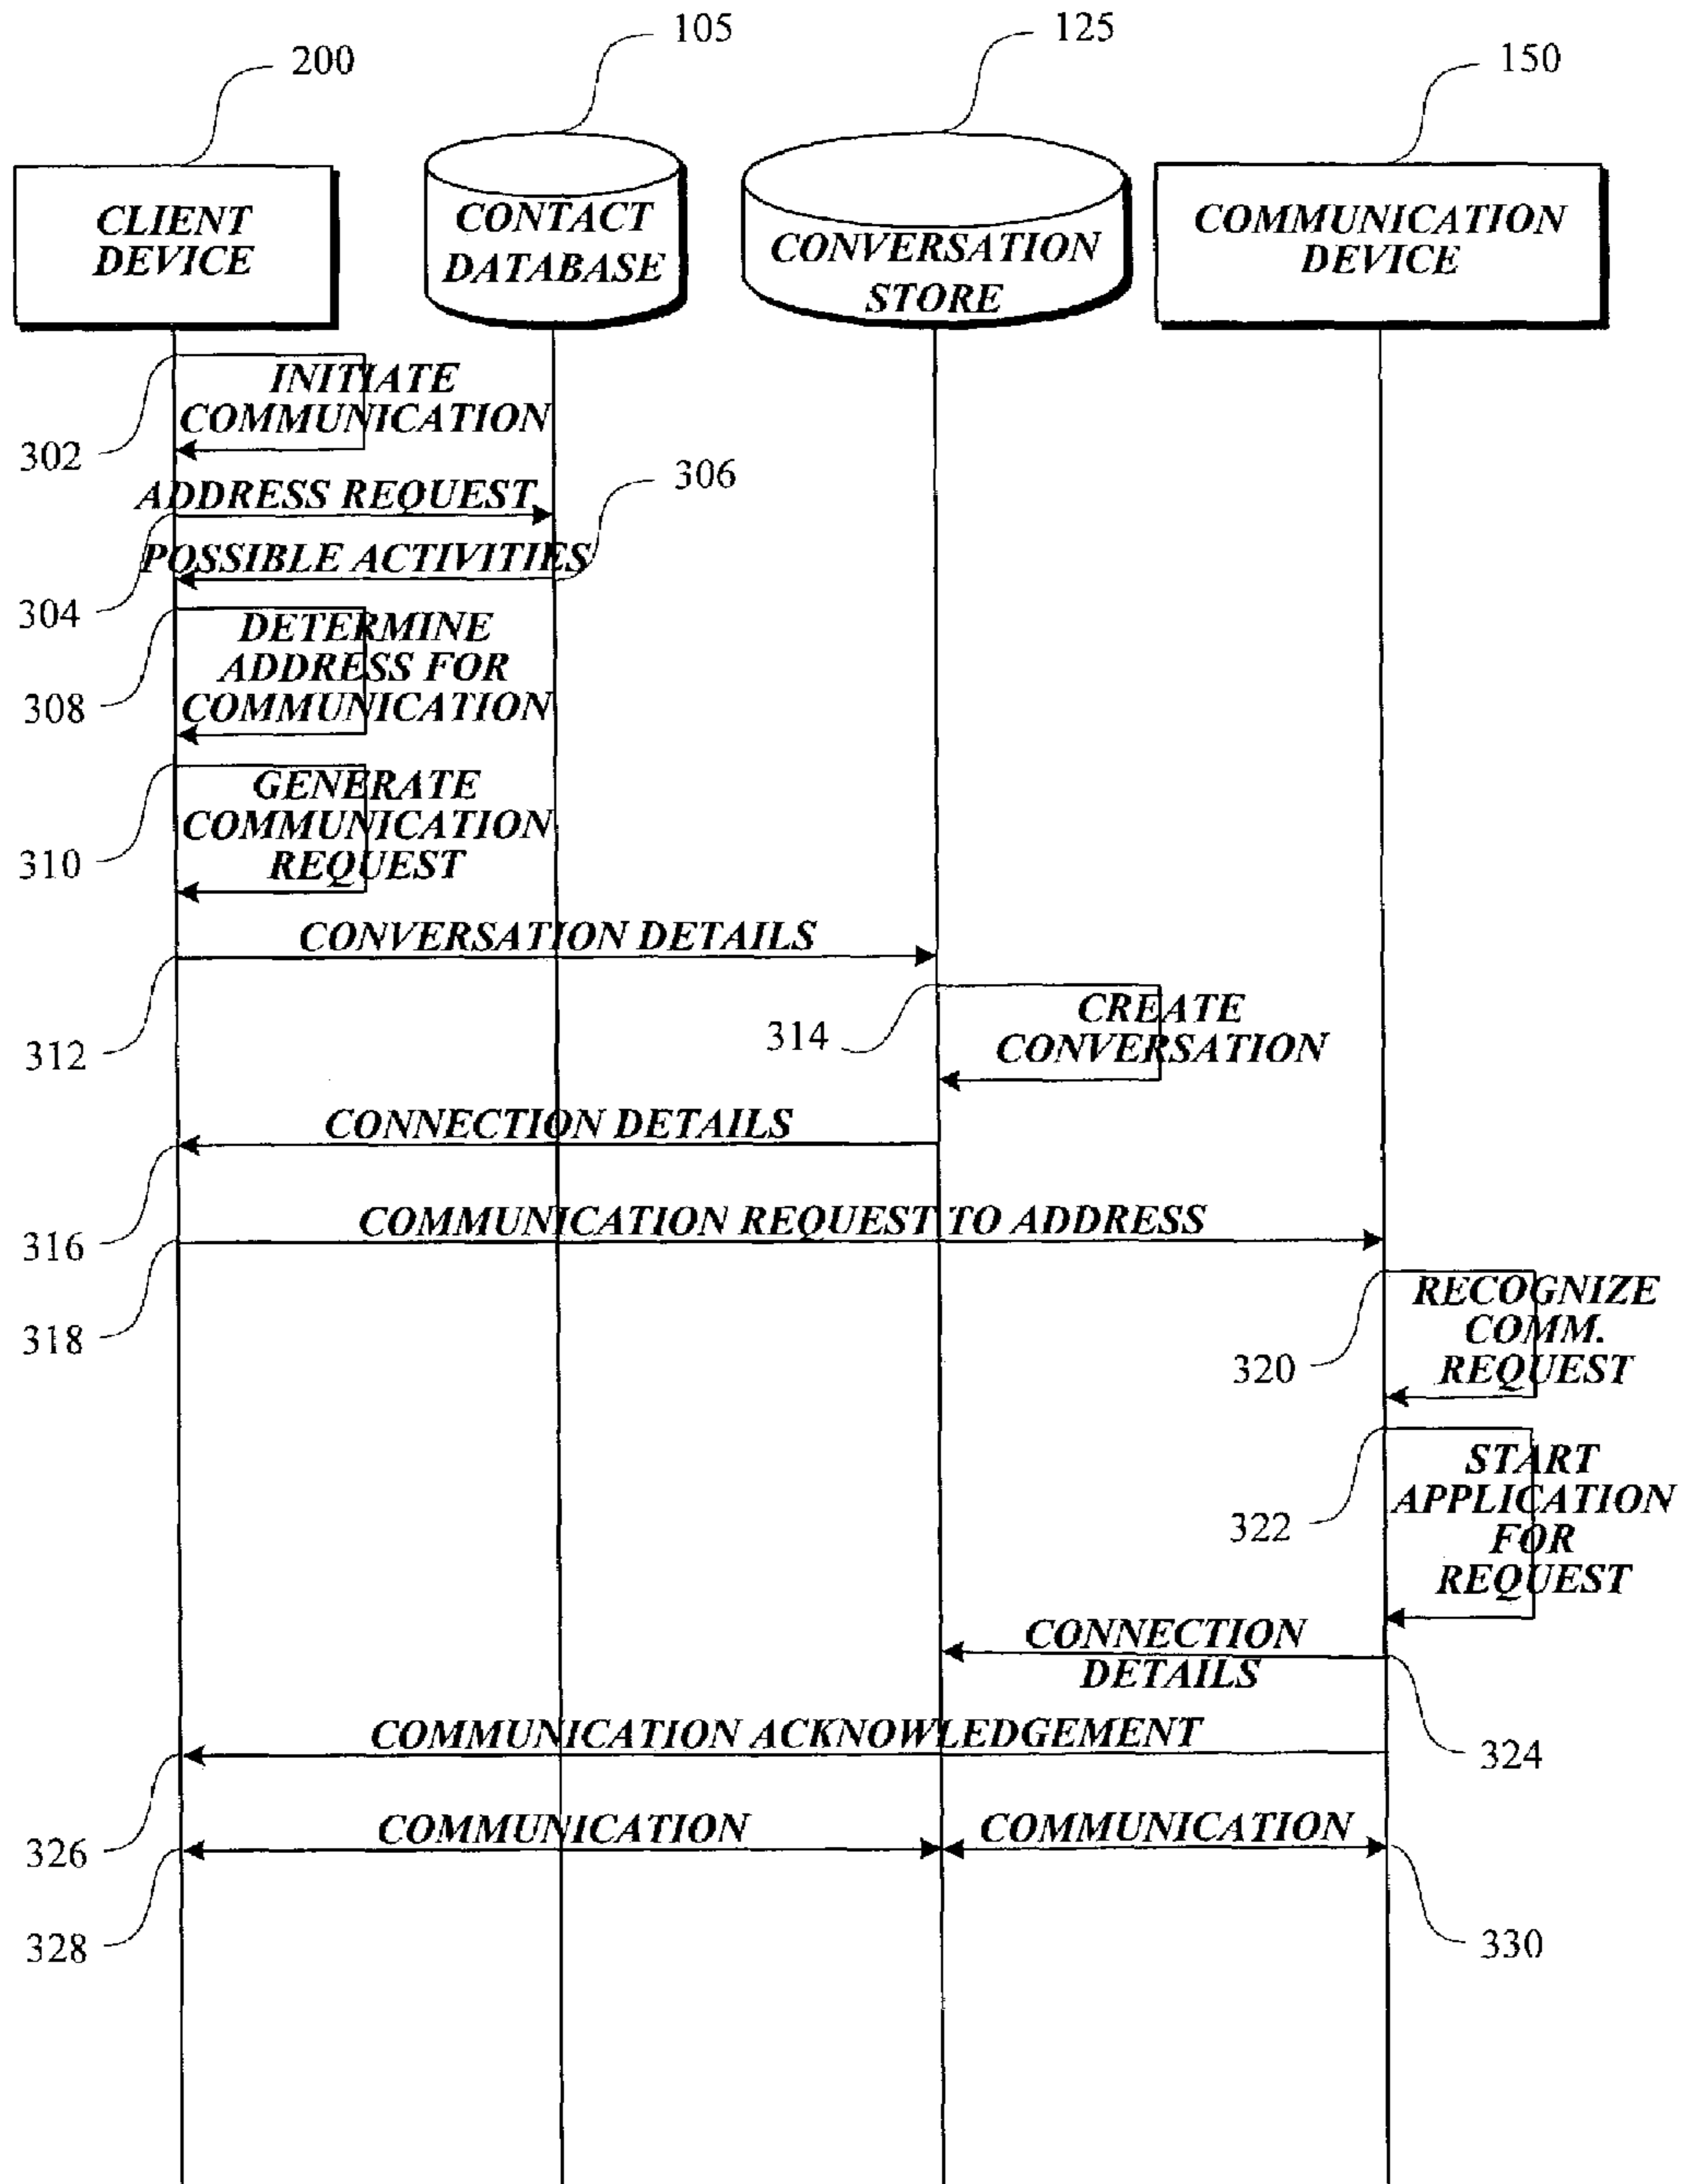 200
105
125
150
CLIENT
DEVICE
CONTACT
DATABASE
CONVERSATION
STORE
COMMUNICATION
DEVICE
INITIATE
COMMUNICATION
302
ADDRESS REQUEST
306
POSSIBLE ACTIVITIES
304
DETERMINE
ADDRESS FOR
COMMUNICATION
308
GENERATE
COMMUNICATION
REQUEST
310
CONVERSATION DETAILS
312
CREATE
CONVERSATION
314
CONNECTION DETAILS
316
COMMUNICATION REQUEST TO ADDRESS
318
RECOGNIZE
COMM.
REQUEST
320
START
APPLICATION
FOR
REQUEST
322
CONNECTION
DETAILS
324
COMMUNICATION ACKNOWLEDGEMENT
326
COMMUNICATION
COMMUNICATION
328
330